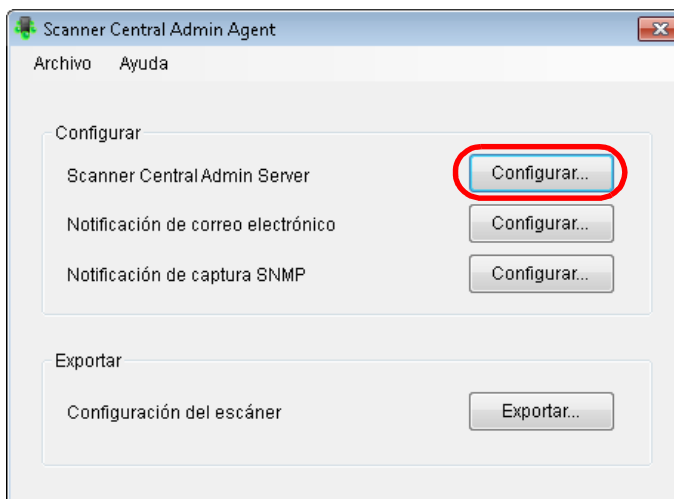 Scanner Central Admin Agent
Archivo Ayuda
Configurar
Scanner Central Admin Server Configurar...
Notificación de correo electrónico Configurar...
Notificación de captura SNMP Configurar...
Exportar
Configuración del escáner Exportar...